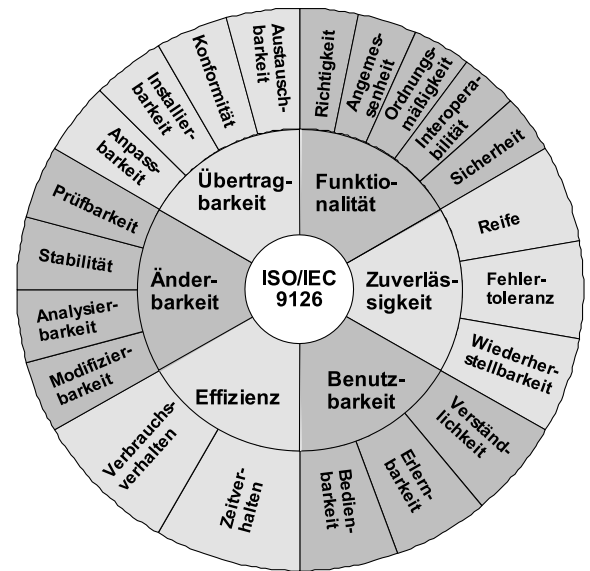 ISO/IEC
9126
Funktio-
nalität
Richtigkeit
Angemes-
senheit
Ordnungs-
mäßigkeit
Interopera-
bilität
Sicherheit
Zuverläs-
sigkeit
Reife
Fehler-
toleranz
Wiederher-
stellbarkeit
Benutz-
barkeit
Verständ-
lichkeit
Erlern-
barkeit
Bedien-
barkeit
Effizienz
Zeitver-
halten
Verbrauchs-
verhalten
Änder-
barkeit
Modifizier-
barkeit
Analysier-
barkeit
Stabilität
Prüfbarkeit
Übertrag-
barkeit
Anpass-
barkeit
Installier-
barkeit
Konformität
Austausch-
barkeit